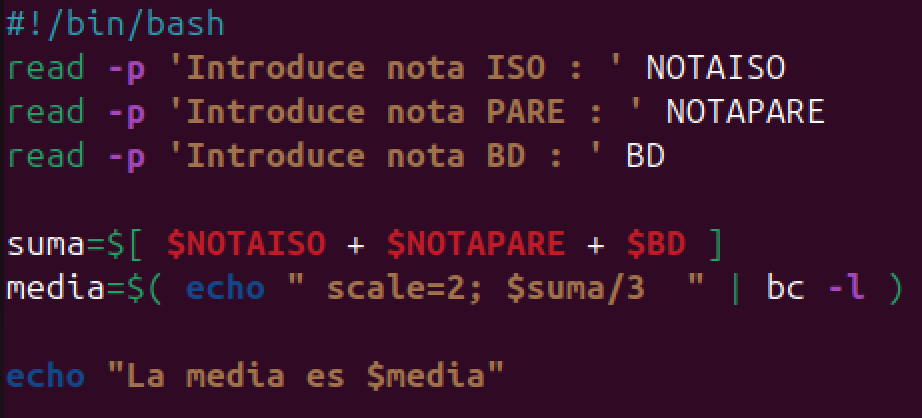 #!/bin/bash
read -p 'Introduce nota ISO : ' NOTAISO
read -p 'Introduce nota PARE : ' NOTAPARE
read -p 'Introduce nota BD : ' BD
suma=$[ $NOTAISO + $NOTAPARE + $BD ]
media=$( echo " scale=2; $suma/3  " | bc -l )
echo "La media es $media"